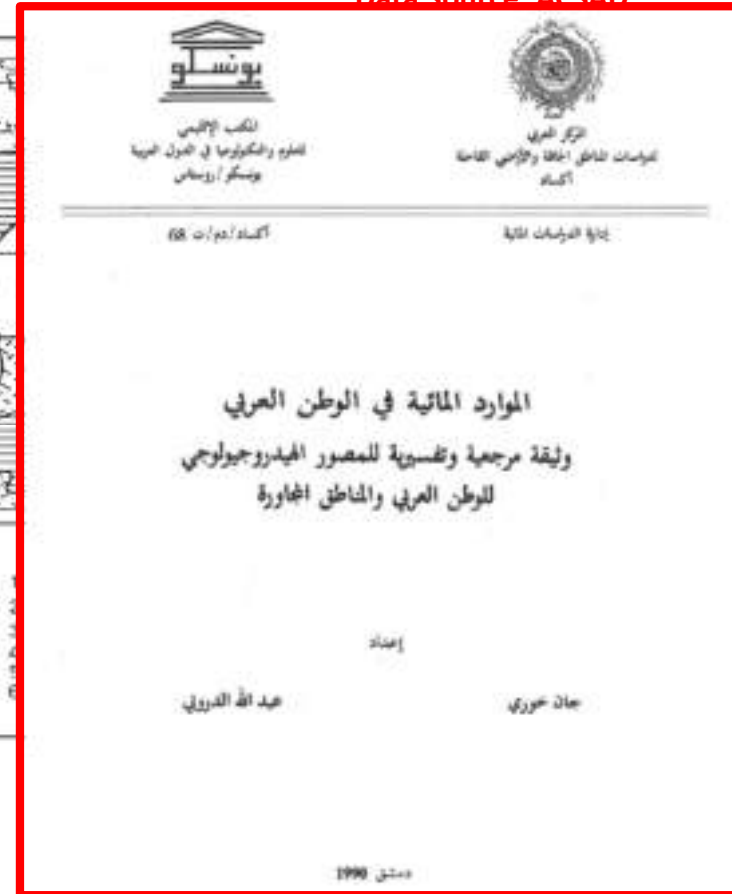 يونسكو
المكتب الإقليمي
للعلوم والتكنولوجيا في الدول العربية
يونسكو / روستاس
المركز العربي
لدراسات المناطق الجافة والأراضي القاحلة
أكساد
أكساد/دم/ت 68
إدارة الدراسات المائية
الموارد المائية في الوطن العربي
وثيقة مرجعية وتفسيرية للمصور الهيدروجيولوجي
للوطن العربي والمناطق المجاورة
إعداد
جان خوري
عبد الله الدروبي
دمشق 1990